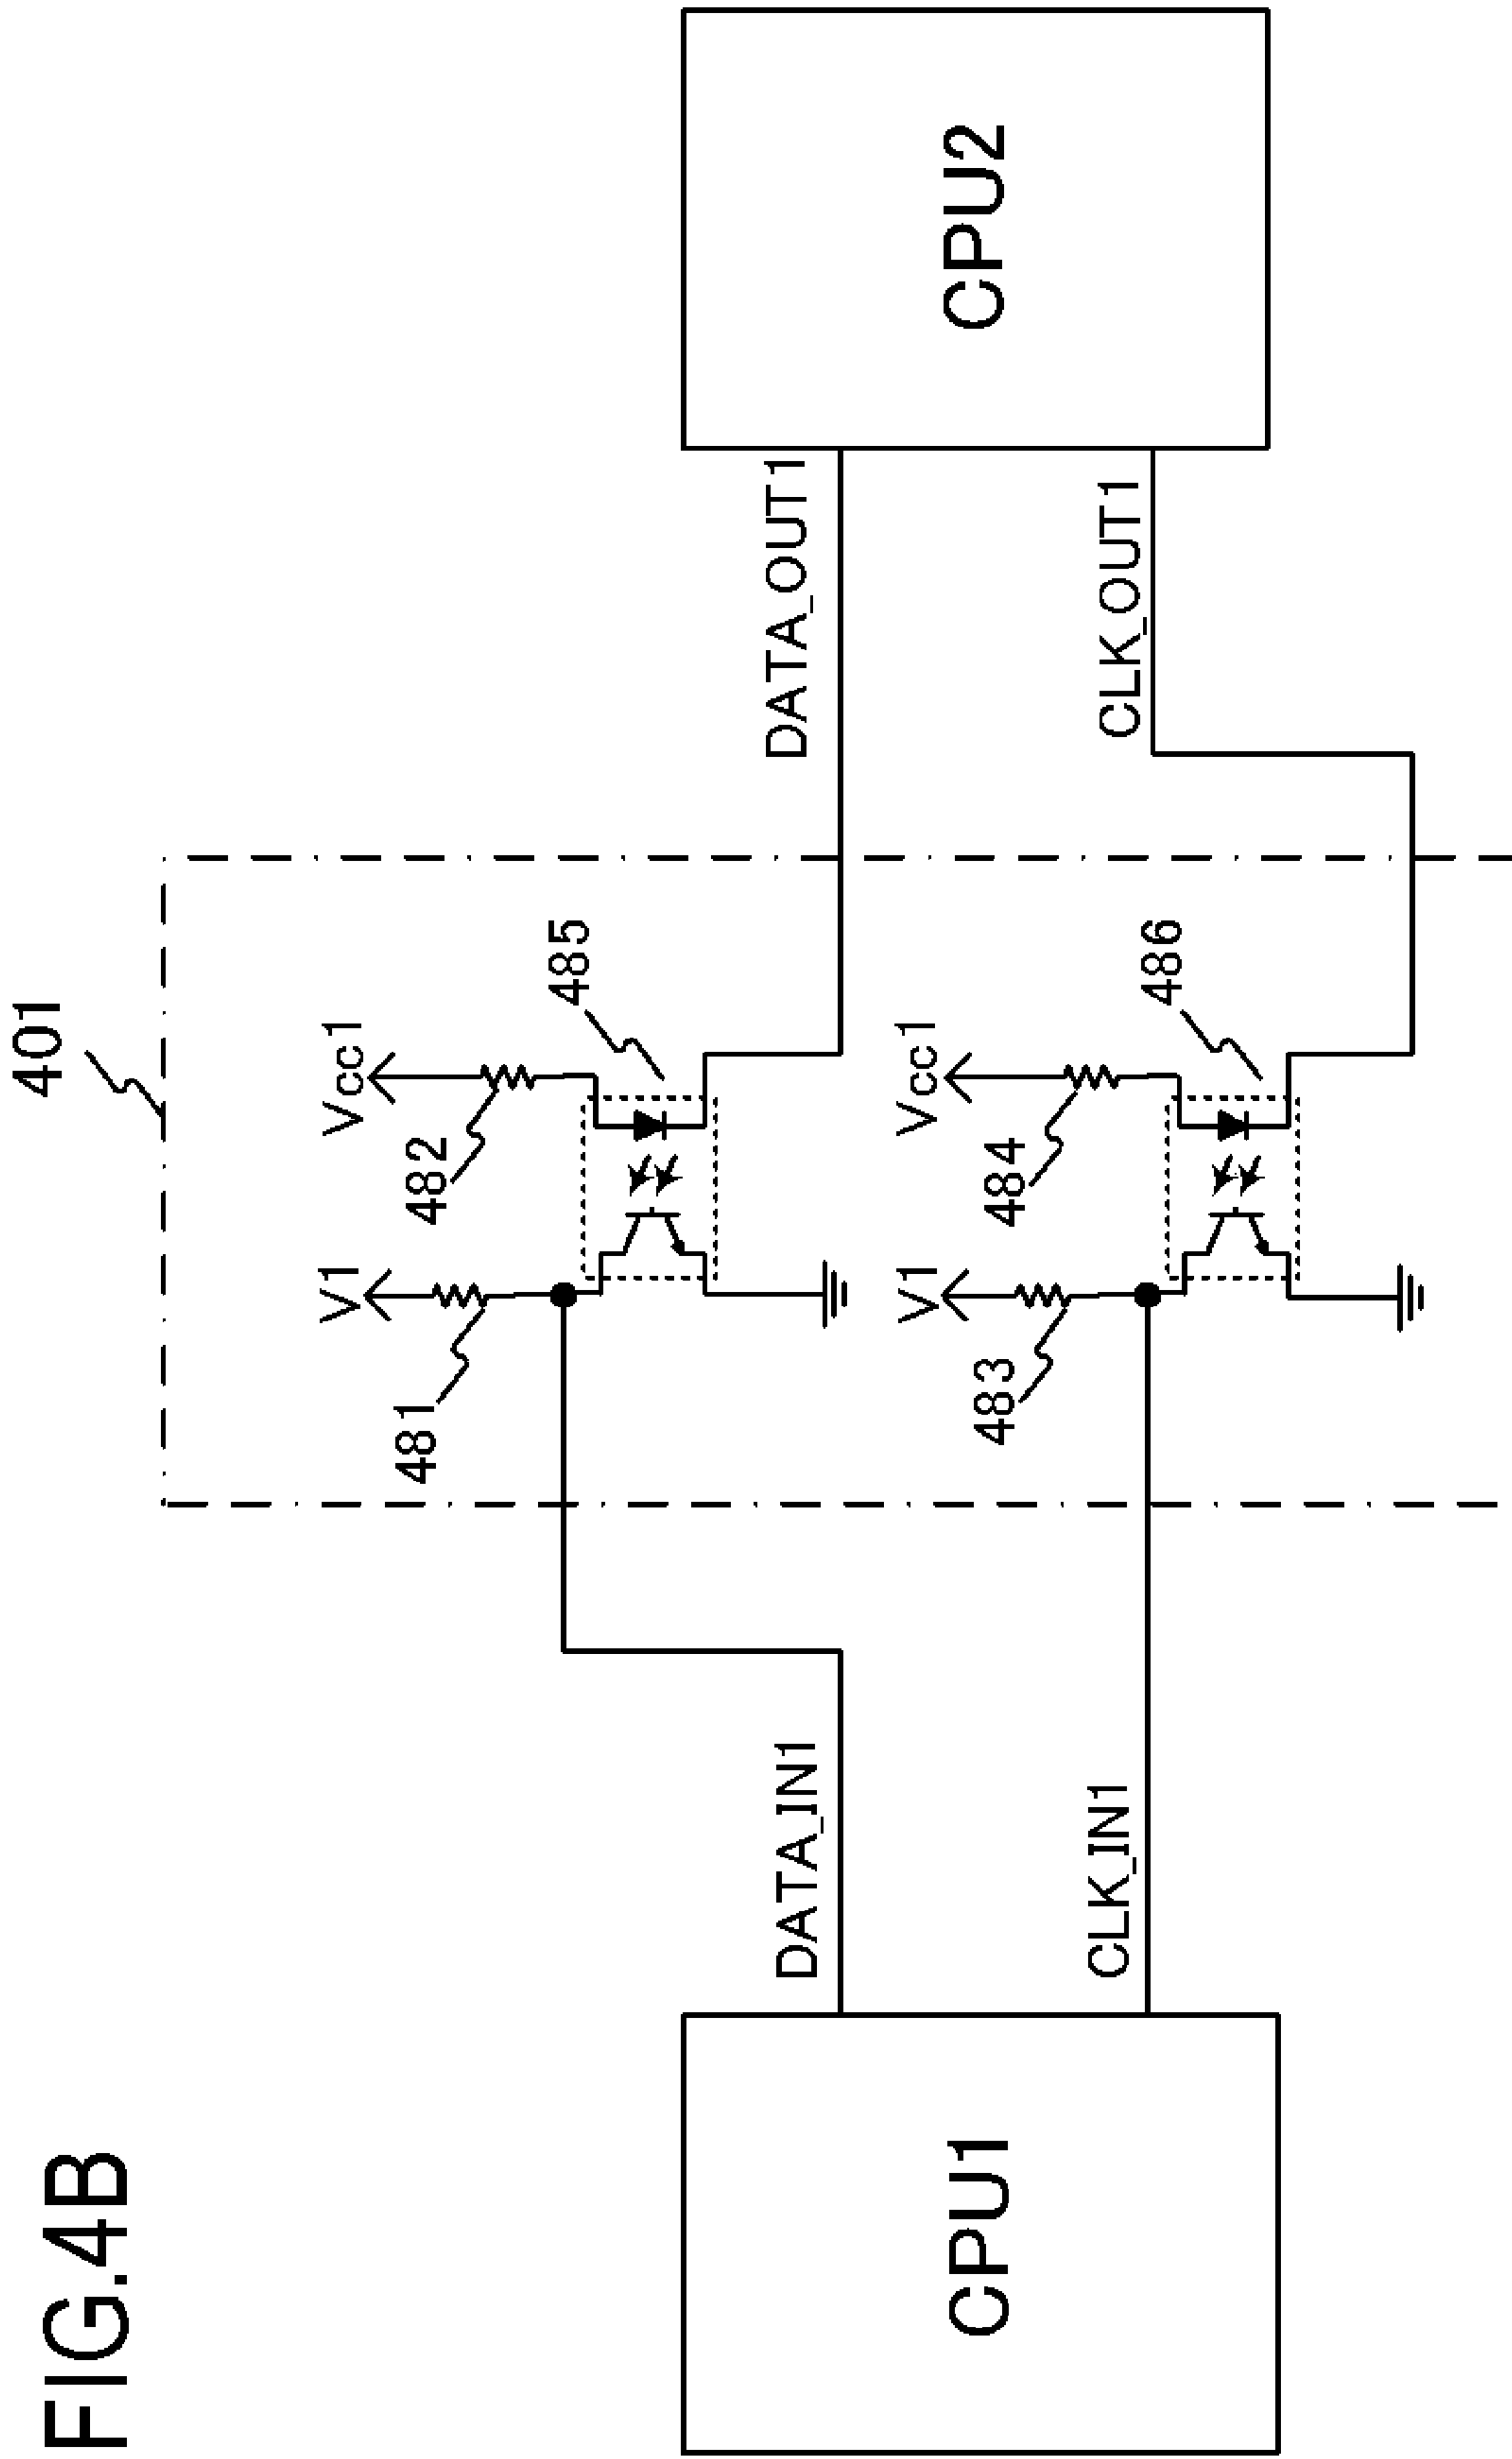 FIG.4B
401
V1
Vcc1
481
482
485
DATA_IN1
DATA_OUT1
V1
Vcc1
483
484
486
CLK_IN1
CLK_OUT1
CPU1
CPU2